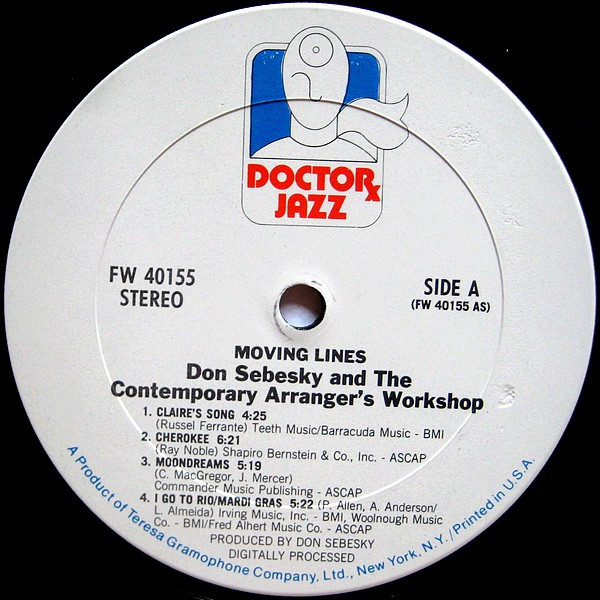 DOCTOR℞
JAZZ
FW 40155
STEREO
SIDE A
(FW 40155 AS)
MOVING LINES
Don Sebesky and The
Contemporary Arranger's Workshop
1. CLAIRE'S SONG 4:25
(Russel Ferrante) Teeth Music/Barracuda Music - BMI
2. CHEROKEE 6:21
(Ray Noble) Shapiro Bernstein & Co., Inc. - ASCAP
3. MOONDREAMS 5:19
(C. MacGregor, J. Mercer)
Commander Music Publishing - ASCAP
4. I GO TO RIO/MARDI GRAS 5:22 (P. Allen, A. Anderson/
L. Almeida) Irving Music, Inc. - BMI, Woolnough Music
Co. - BMI/Fred Alhert Music Co. - ASCAP
PRODUCED BY DON SEBESKY
DIGITALLY PROCESSED
A Product of Teresa Gramophone Company, Ltd., New York, N.Y./Printed in U.S.A.